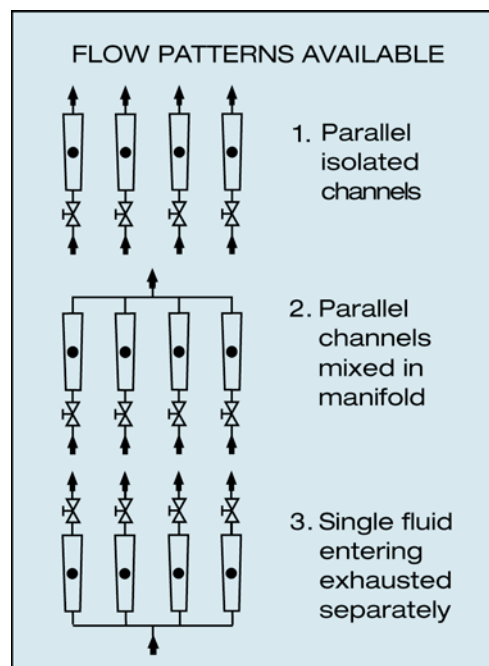 FLOW PATTERNS AVAILABLE
1. Parallel
isolated
channels
2. Parallel
channels
mixed in
manifold
3. Single fluid
entering
exhausted
separately